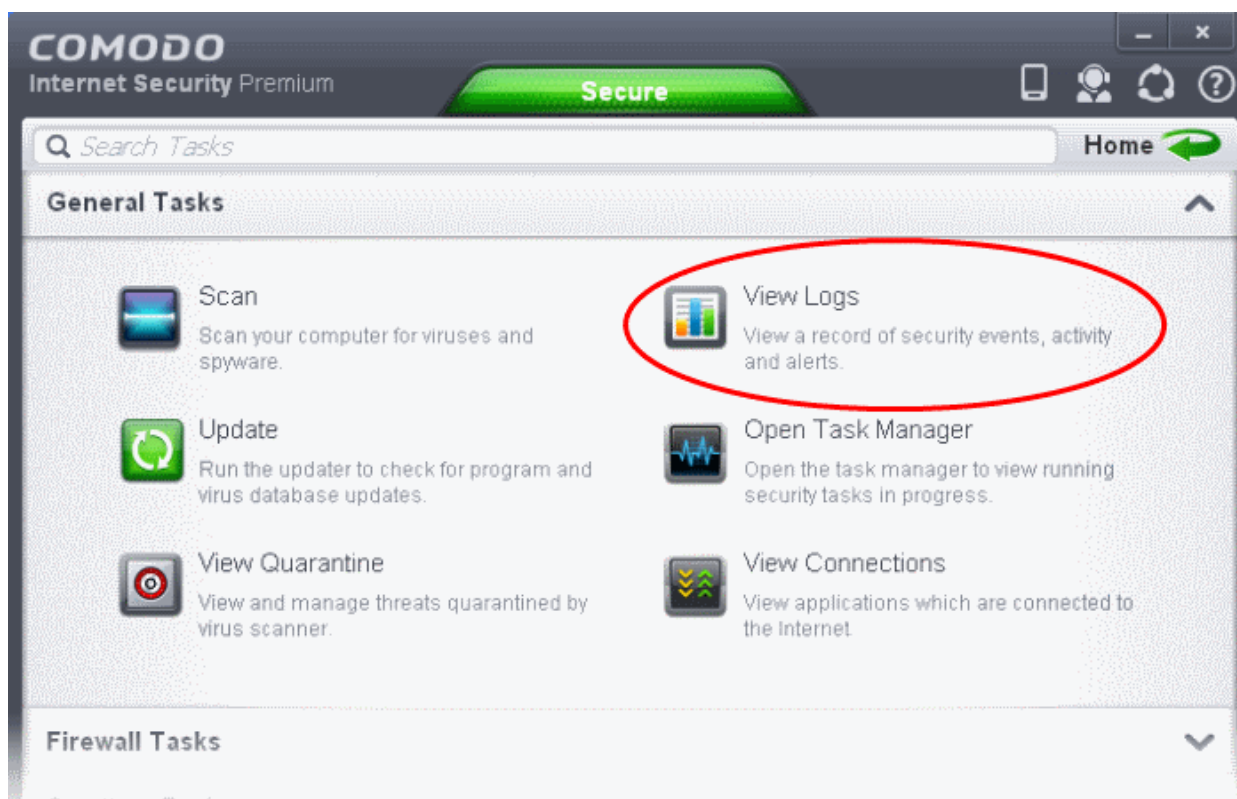 COMODO
Internet Security Premium
Secure
Search Tasks
Home
General Tasks
Scan
Scan your computer for viruses and
spyware.
View Logs
View a record of security events, activity
and alerts.
Update
Run the updater to check for program and
virus database updates.
Open Task Manager
Open the task manager to view running
security tasks in progress.
View Quarantine
View and manage threats quarantined by
virus scanner.
View Connections
View applications which are connected to
the Internet
Firewall Tasks